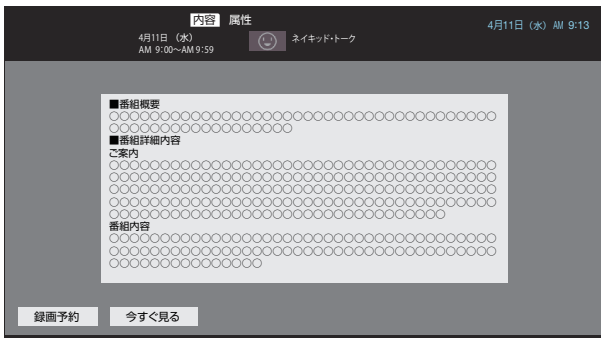 内容 属性
4月11日（水） AM 9:13
4月11日 （水）
AM 9:00～AM 9:59
ネイキッド・トーク
■番組概要
○○○○○○○○○○○○○○○○○○○○○○○○○○○○○○○○○○○○○○
○○○○○○○○○○○○○○○○○○
■番組詳細内容
ご案内
○○○○○○○○○○○○○○○○○○○○○○○○○○○○○○○○○○○○○○
○○○○○○○○○○○○○○○○○○○○○○○○○○○○○○○○○○○○○○
○○○○○○○○○○○○○○○○○○○○○○○○○○○○○○○○○○○○○○
○○○○○○○○○○○○○○○○○○○○○○○○○○○○○○○○○○○○○○
○○○○○○○○○○○○○○○○○○○○○○○○○○○○○○○○○
番組内容
○○○○○○○○○○○○○○○○○○○○○○○○○○○○○○○○○○○○○○
○○○○○○○○○○○○○○○○○○○○○○○○○○○○○○○○○○○○○○
○○○○○○○○○○○○○○○
録画予約 今すぐ見る